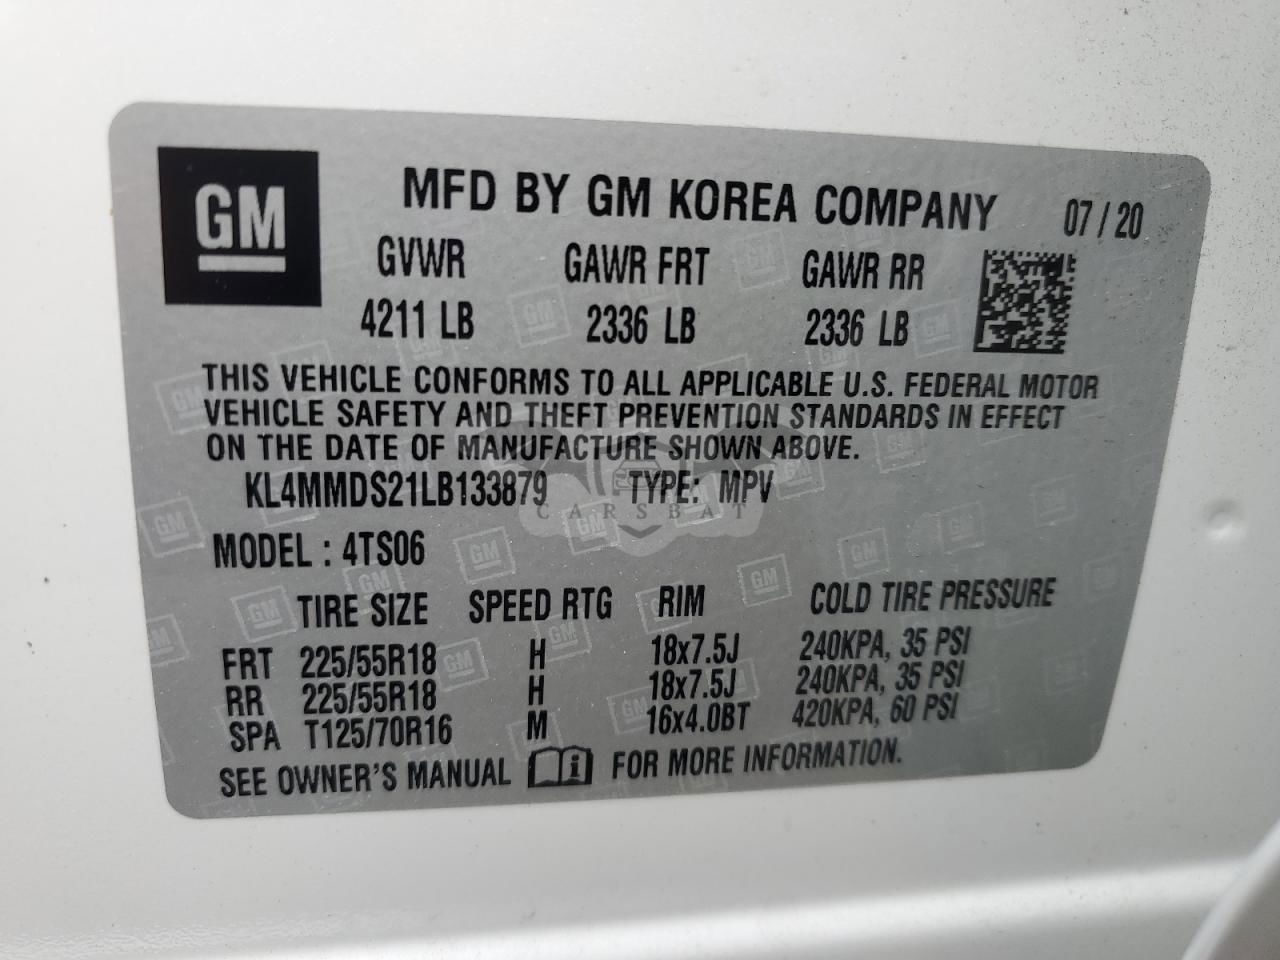 GM
MFD BY GM KOREA COMPANY 07/20
GVWR GAWR FRT GAWR RR
4211 LB 2336 LB 2336 LB
THIS VEHICLE CONFORMS TO ALL APPLICABLE U.S. FEDERAL MOTOR
VEHICLE SAFETY AND THEFT PREVENTION STANDARDS IN EFFECT
ON THE DATE OF MANUFACTURE SHOWN ABOVE.
KL4MMDS21LB133879 TYPE: MPV
CARSBAT
MODEL : 4TS06
TIRE SIZE SPEED RTG RIM COLD TIRE PRESSURE
FRT 225/55R18 H 18x7.5J 240KPA, 35 PSI
RR 225/55R18 H 18x7.5J 240KPA, 35 PSI
SPA T125/70R16 M 16x4.0BT 420KPA, 60 PSI
SEE OWNER'S MANUAL i FOR MORE INFORMATION.